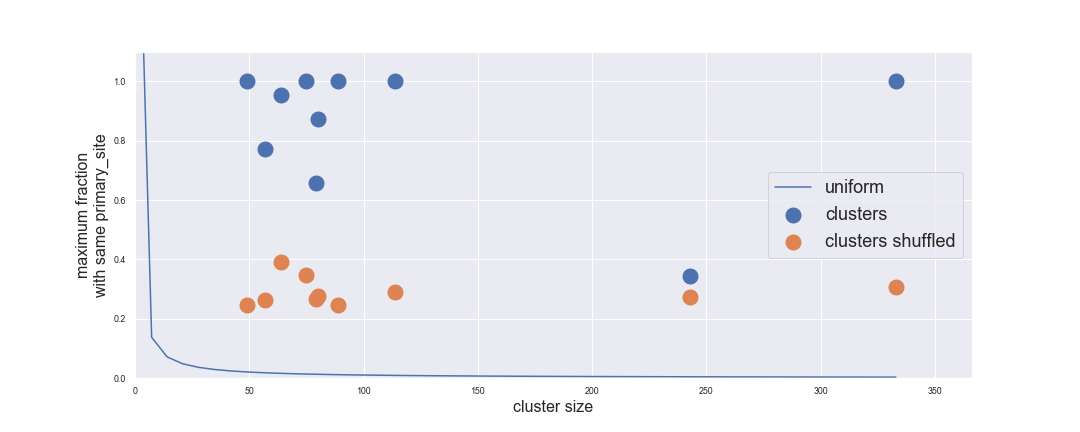 1.0
0.8
0.6
0.4
0.2
0.0
maximum fraction
with same primary_site
0
50
100
150
200
250
300
350
cluster size
uniform
clusters
clusters shuffled